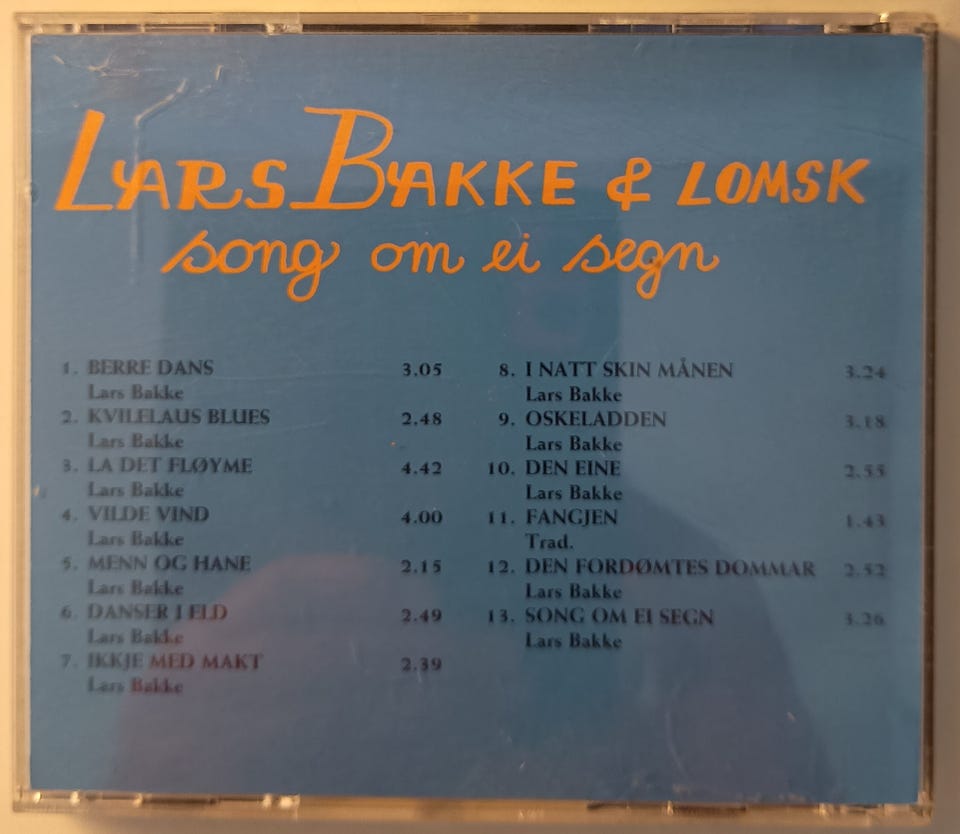 LARS BAKKE & LOMSK
song om ei segn
1. BERRE DANS 3.05
Lars Bakke
2. KVILELAUS BLUES 2.48
Lars Bakke
3. LA DET FLØYME 4.42
Lars Bakke
4. VILDE VIND 4.00
Lars Bakke
5. MENN OG HANE 2.15
Lars Bakke
6. DANSER I ELD 2.49
Lars Bakke
7. IKKJE MED MAKT 2.39
Lars Bakke
8. I NATT SKIN MÅNEN 3.24
Lars Bakke
9. OSKELADDEN 3.18
Lars Bakke
10. DEN EINE 2.55
Lars Bakke
11. FANGJEN 1.43
Trad.
12. DEN FORDØMTES DOMMAR 2.52
Lars Bakke
13. SONG OM EI SEGN 3.26
Lars Bakke